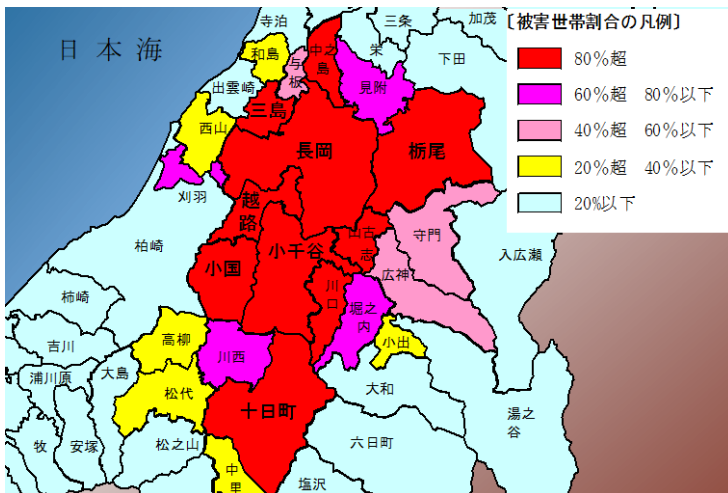 〔被害世帯割合の凡例〕
80%超
60%超 80%以下
40%超 60%以下
20%超 40%以下
20%以下
日本海
寺泊
三条
加茂
和島
与板
中之島
栄
下田
見附
出雲崎
三島
西山
長岡
栃尾
刈羽
越路
柏崎
小国
小千谷
山古志
守門
入広瀬
広神
川口
堀之内
柿崎
高柳
川西
小出
吉川
浦川原
大島
松代
大和
湯之谷
十日町
牧
安塚
松之山
六日町
中里
塩沢